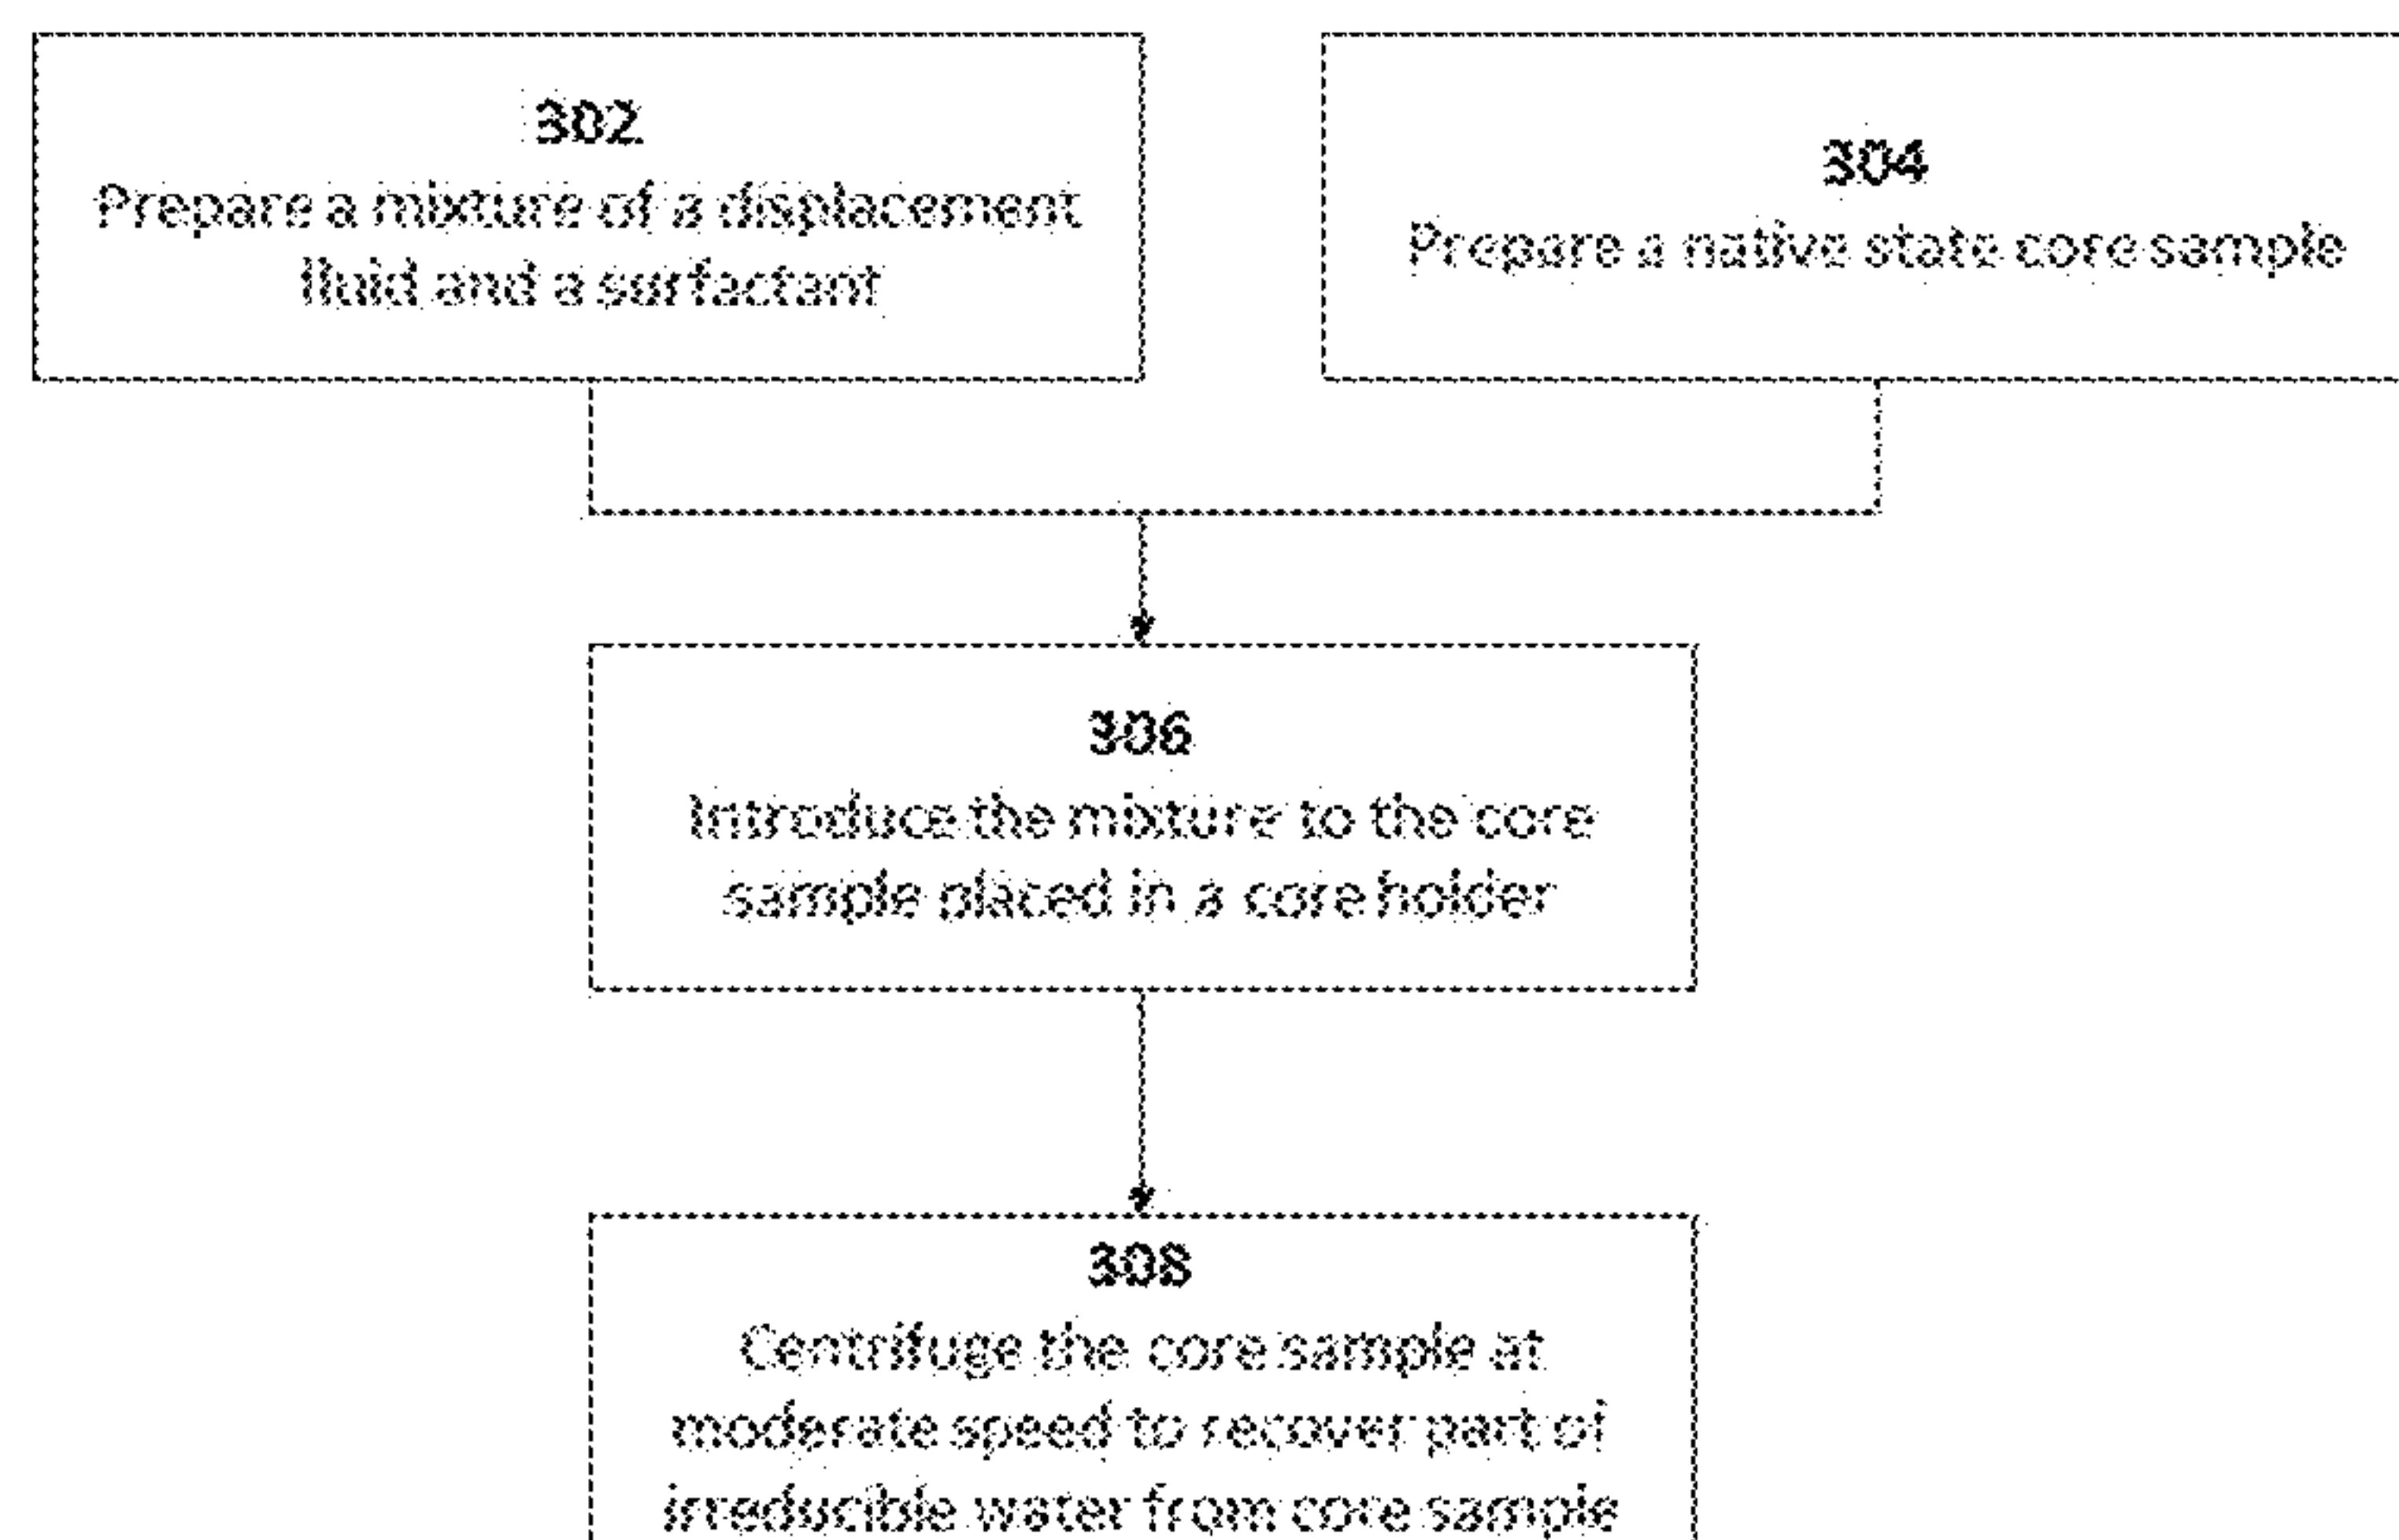 302
Prepare a mixture of a displacement
fluid and a surfactant
304
Prepare a native state core sample
306
Introduce the mixture to the core
sample placed in a core holder
308
Centrifuge the core sample at
moderate speed to recover part of
irreducible water from core sample